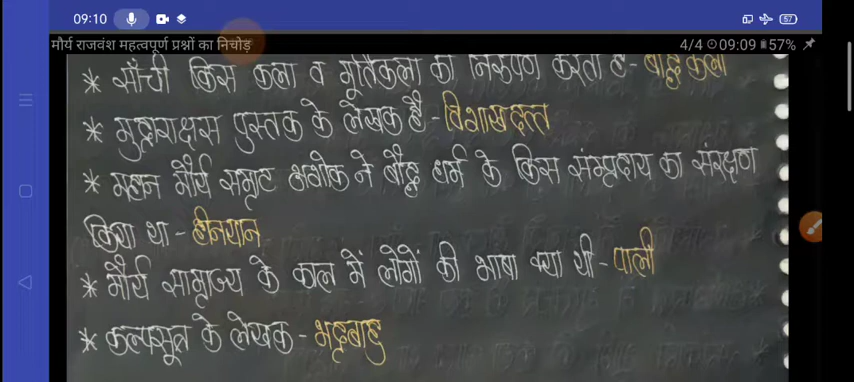 09:10 57
मौर्य राजवंश महत्वपूर्ण प्रश्नों का निचोड़ 4/4 09:09 57%
* साँची किस कला व मूर्तिकला का निरूपण करता है - बौद्ध कला
* मुद्राराक्षस पुस्तक के लेखक है - विशाखदत्त
* महान मौर्य सम्राट अशोक ने बौद्ध धर्म के किस संम्प्रदाय का संरक्षण
किया था - हीनयान
* मौर्य साम्राज्य के काल में लोगों की भाषा क्या थी - पाली
* कल्पसूत्र के लेखक - भद्रबाहु